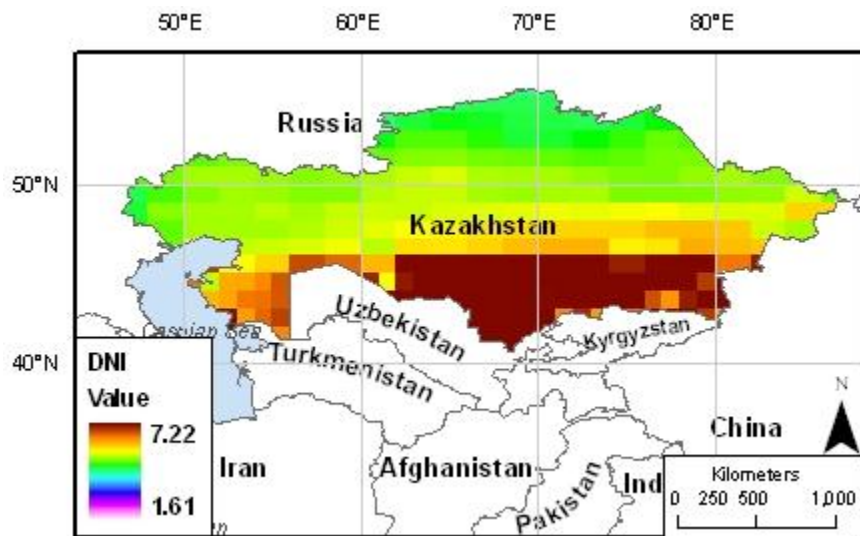 50°E 60°E 70°E 80°E
Russia
50°N
Kazakhstan
Uzbekistan
Caspian Sea
Kyrgyzstan
Turkmenistan
40°N
DNI
Value
7.22
1.61
N
China
Iran
Afghanistan
Pakistan
Ind
Kilometers
0 250 500 1,000